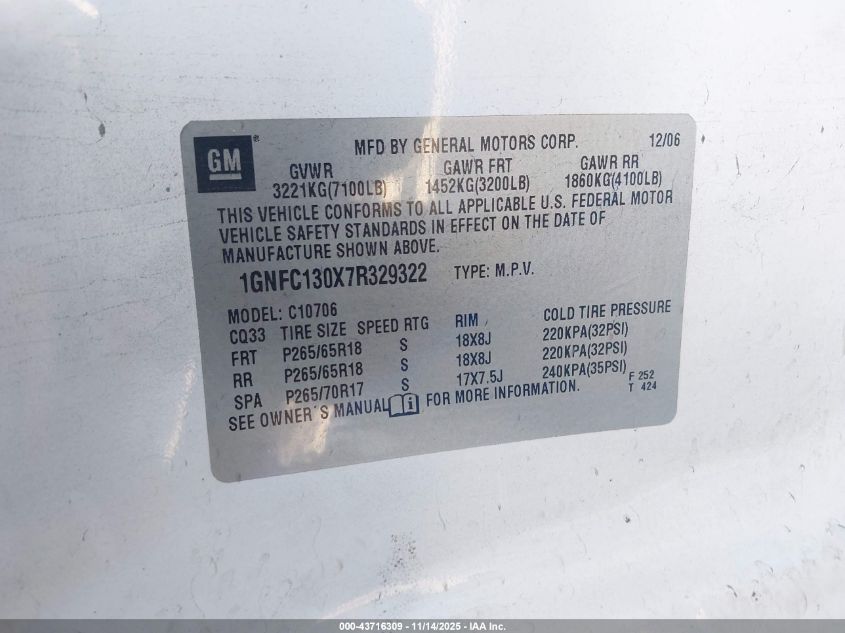 GM ®
MFD BY GENERAL MOTORS CORP. 12/06
GVWR GAWR FRT GAWR RR
3221KG(7100LB) 1452KG(3200LB) 1860KG(4100LB)
THIS VEHICLE CONFORMS TO ALL APPLICABLE U.S. FEDERAL MOTOR
VEHICLE SAFETY STANDARDS IN EFFECT ON THE DATE OF
MANUFACTURE SHOWN ABOVE.
1GNFC130X7R329322 TYPE: M.P.V.
MODEL: C10706
CQ33 TIRE SIZE SPEED RTG RIM COLD TIRE PRESSURE
FRT P265/65R18 S 18X8J 220KPA(32PSI)
RR P265/65R18 S 18X8J 220KPA(32PSI)
SPA P265/70R17 S 17X7.5J 240KPA(35PSI)
SEE OWNER'S MANUAL FOR MORE INFORMATION.
F 252
T 424
000-43716309 - 11/14/2025 - IAA Inc.